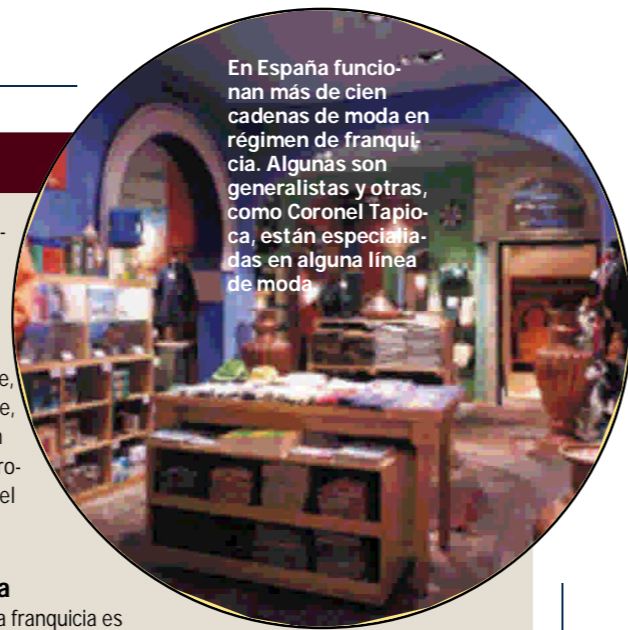 En España funcio-
nan más de cien
cadenas de moda en
régimen de franqui-
cia. Algunas son
generalistas y otras,
como Coronel Tapio-
ca, están especialia-
das en alguna línea
de moda.
-
e,
e,
n
ro-
el
a
a franquicia es